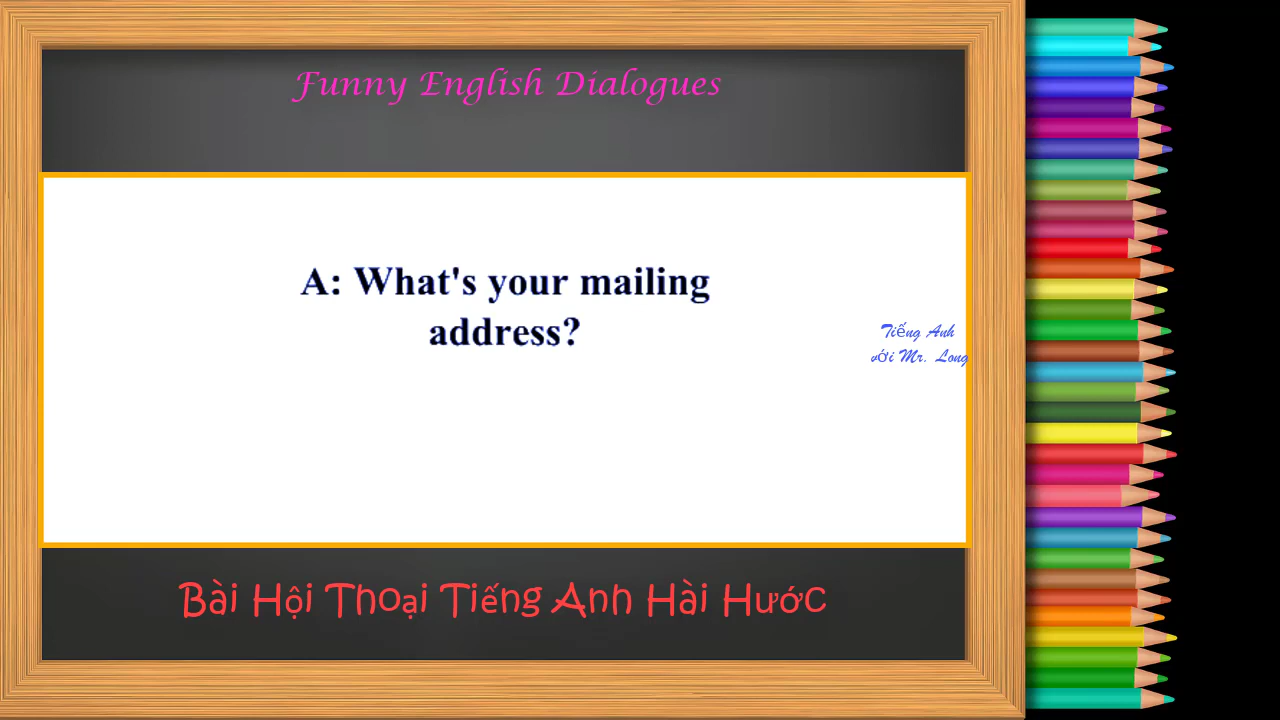 Funny English Dialogues
A: What's your mailing
address?
Tiếng Anh
với Mr. Long
Bài Hội Thoại Tiếng Anh Hài Hước